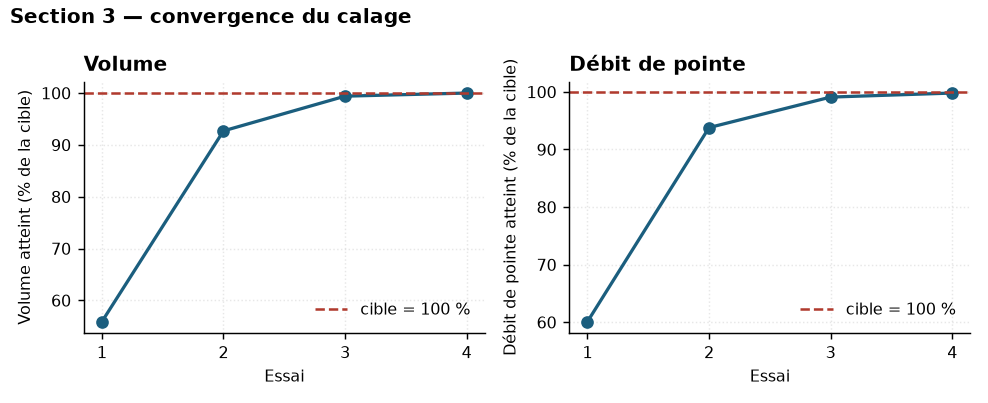 Section 3 — convergence du calage
Volume
Volume atteint (% de la cible)
100
90
80
70
60
cible = 100 %
1 2 3 4
Essai
Débit de pointe
Débit de pointe atteint (% de la cible)
100
90
80
70
60
cible = 100 %
1 2 3 4
Essai